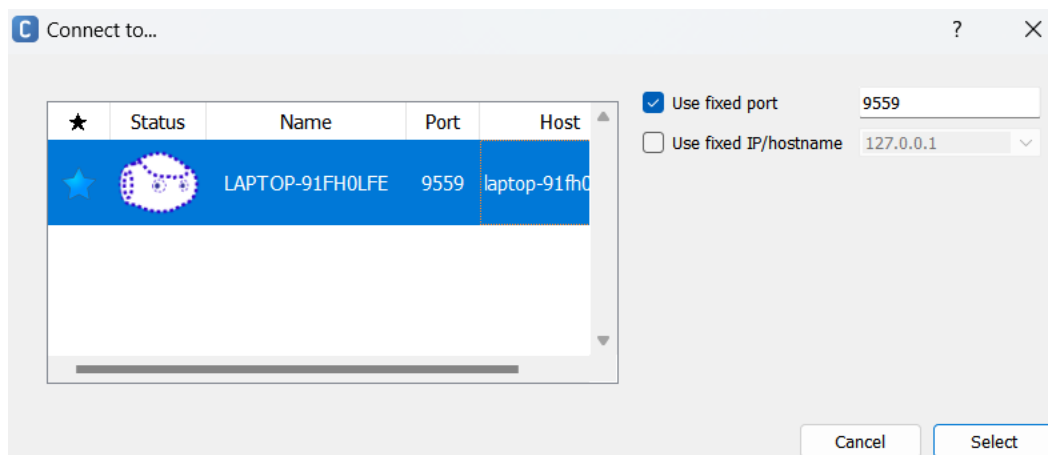 C Connect to...
?
★ Status Name Port Host
LAPTOP-91FH0LFE 9559 laptop-91fh0
Use fixed port 9559
Use fixed IP/hostname 127.0.0.1
Cancel Select